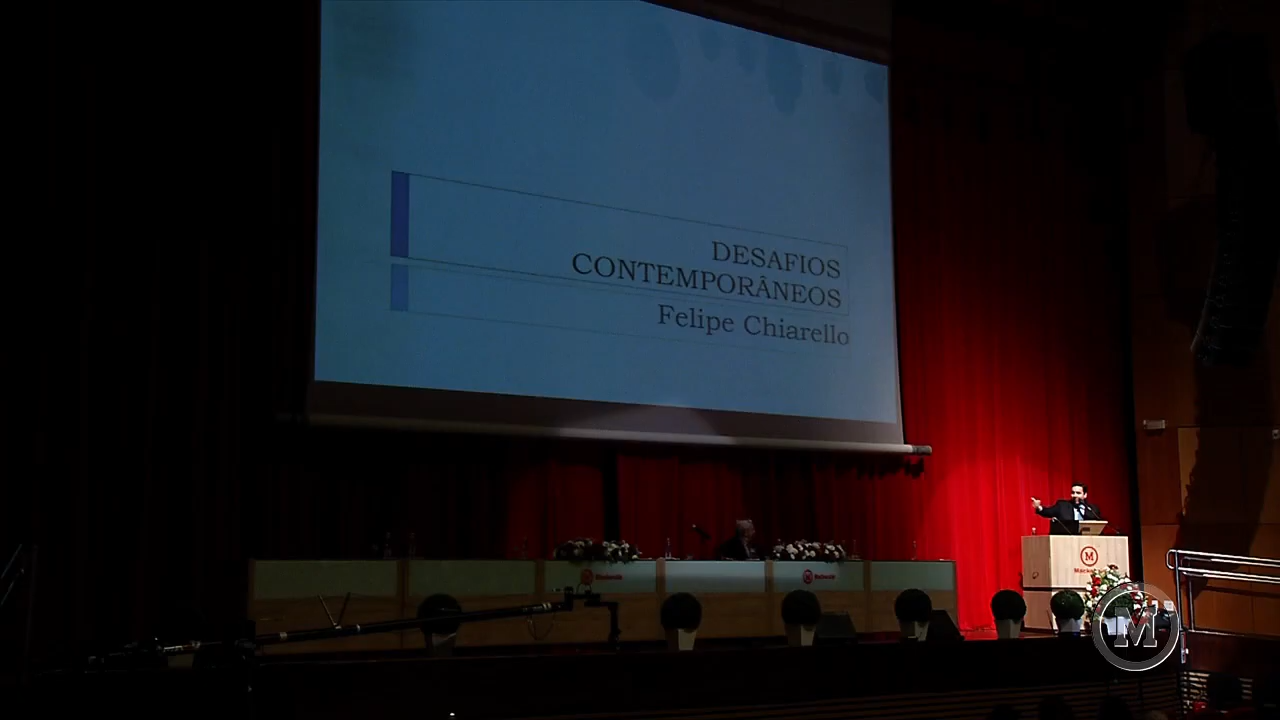 DESAFIOS
CONTEMPORÂNEOS
Felipe Chiarello
M
M